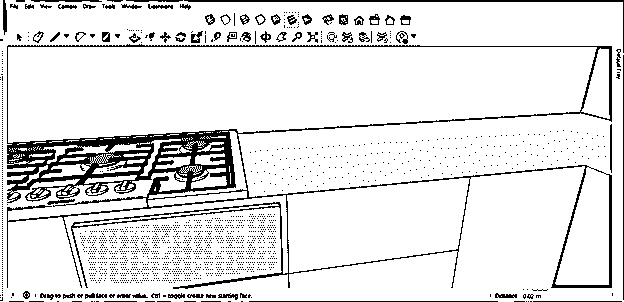 File Edit View Camera Draw Tools Window Extensions Help
Default Tray
Drag to push or pull face or enter value. Ctrl = toggle create new starting face.
Distance 0.02 m